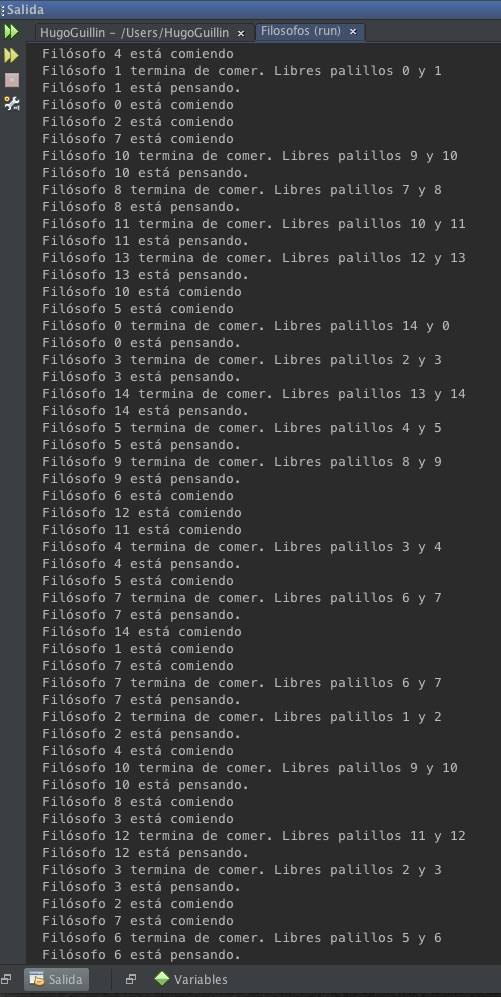 Salida
HugoGuillin – /Users/HugoGuillin × Filosofos (run) ×
Filósofo 4 está comiendo
Filósofo 1 termina de comer. Libres palillos 0 y 1
Filósofo 1 está pensando.
Filósofo 0 está comiendo
Filósofo 2 está comiendo
Filósofo 7 está comiendo
Filósofo 10 termina de comer. Libres palillos 9 y 10
Filósofo 10 está pensando.
Filósofo 8 termina de comer. Libres palillos 7 y 8
Filósofo 8 está pensando.
Filósofo 11 termina de comer. Libres palillos 10 y 11
Filósofo 11 está pensando.
Filósofo 13 termina de comer. Libres palillos 12 y 13
Filósofo 13 está pensando.
Filósofo 10 está comiendo
Filósofo 5 está comiendo
Filósofo 0 termina de comer. Libres palillos 14 y 0
Filósofo 0 está pensando.
Filósofo 3 termina de comer. Libres palillos 2 y 3
Filósofo 3 está pensando.
Filósofo 14 termina de comer. Libres palillos 13 y 14
Filósofo 14 está pensando.
Filósofo 5 termina de comer. Libres palillos 4 y 5
Filósofo 5 está pensando.
Filósofo 9 termina de comer. Libres palillos 8 y 9
Filósofo 9 está pensando.
Filósofo 6 está comiendo
Filósofo 12 está comiendo
Filósofo 11 está comiendo
Filósofo 4 termina de comer. Libres palillos 3 y 4
Filósofo 4 está pensando.
Filósofo 5 está comiendo
Filósofo 7 termina de comer. Libres palillos 6 y 7
Filósofo 7 está pensando.
Filósofo 14 está comiendo
Filósofo 1 está comiendo
Filósofo 7 está comiendo
Filósofo 7 termina de comer. Libres palillos 6 y 7
Filósofo 7 está pensando.
Filósofo 2 termina de comer. Libres palillos 1 y 2
Filósofo 2 está pensando.
Filósofo 4 está comiendo
Filósofo 10 termina de comer. Libres palillos 9 y 10
Filósofo 10 está pensando.
Filósofo 8 está comiendo
Filósofo 3 está comiendo
Filósofo 12 termina de comer. Libres palillos 11 y 12
Filósofo 12 está pensando.
Filósofo 3 termina de comer. Libres palillos 2 y 3
Filósofo 3 está pensando.
Filósofo 2 está comiendo
Filósofo 7 está comiendo
Filósofo 6 termina de comer. Libres palillos 5 y 6
Filósofo 6 está pensando.
Salida Variables